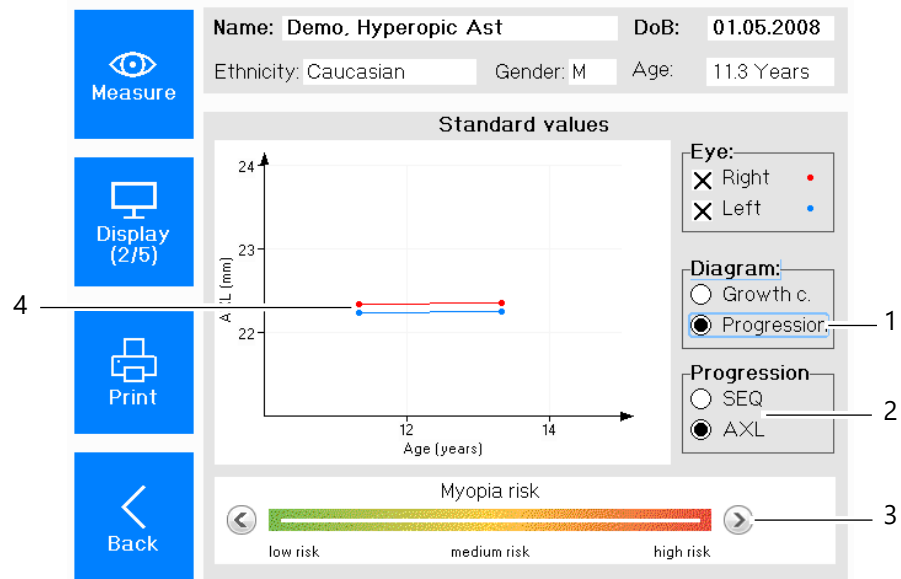 Name: Demo, Hyperopic Ast DoB: 01.05.2008
Ethnicity: Caucasian Gender: M Age: 11.3 Years
Measure
Display
(2/5)
Print
Back
Standard values
24
23
22
AXL (mm)
12 14
Age (years)
Eye:
Right
Left
Diagram:
Growth c.
Progression
Progression
SEQ
AXL
Myopia risk
low risk medium risk high risk
1
2
3
4